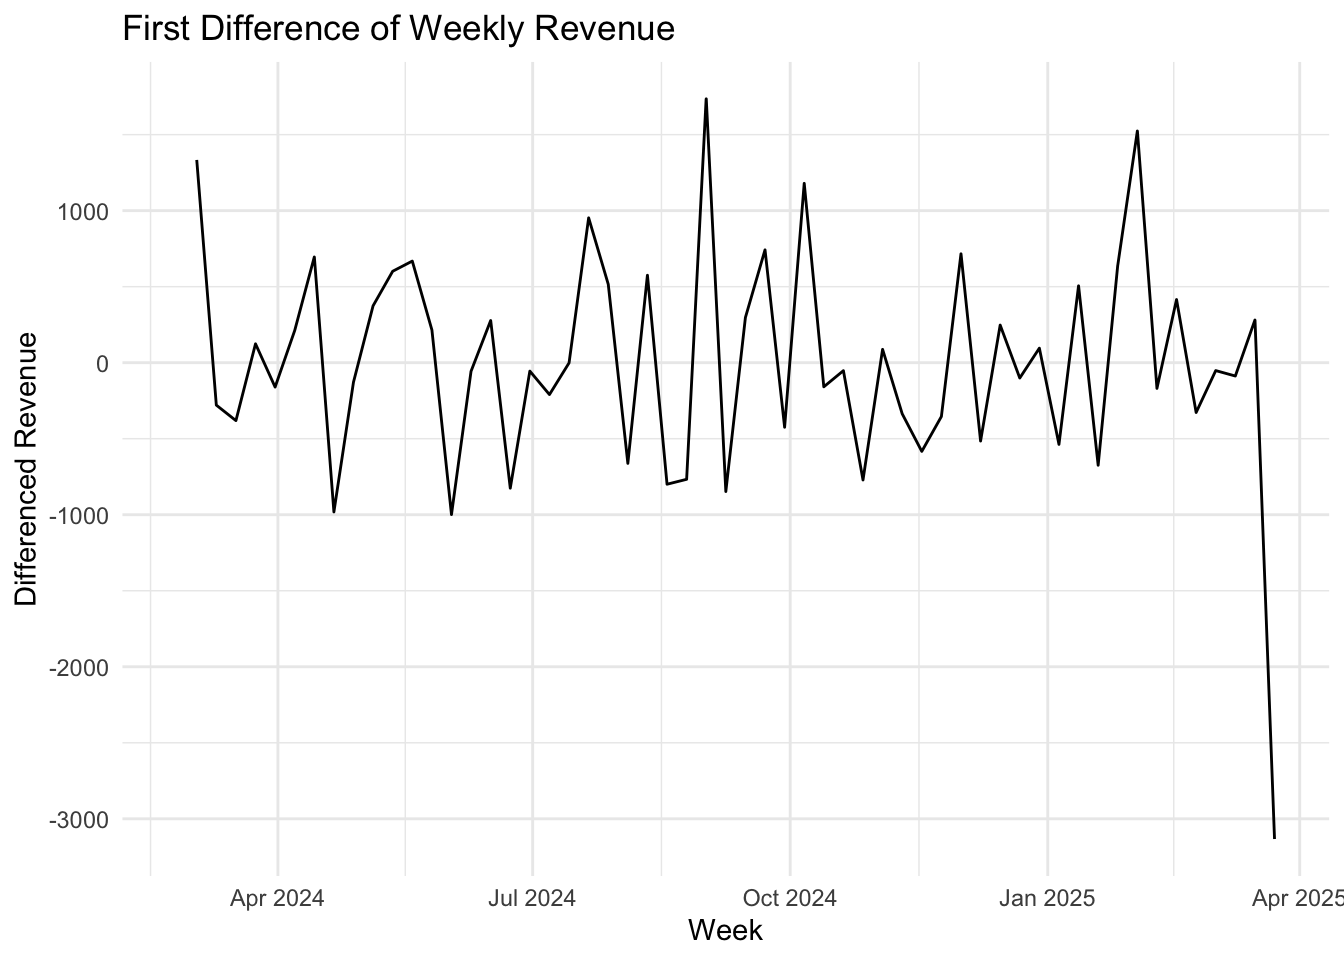 First Difference of Weekly Revenue
1000
0
-1000
-2000
-3000
Differenced Revenue
Apr 2024
Jul 2024
Oct 2024
Jan 2025
Apr 2025
Week